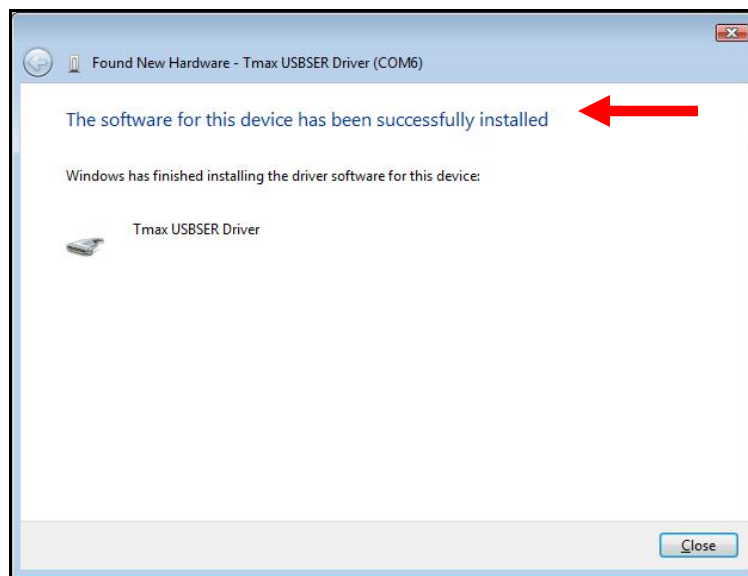 Found New Hardware - Tmax USBSER Driver (COM6)
The software for this device has been successfully installed
Windows has finished installing the driver software for this device:
Tmax USBSER Driver
Close